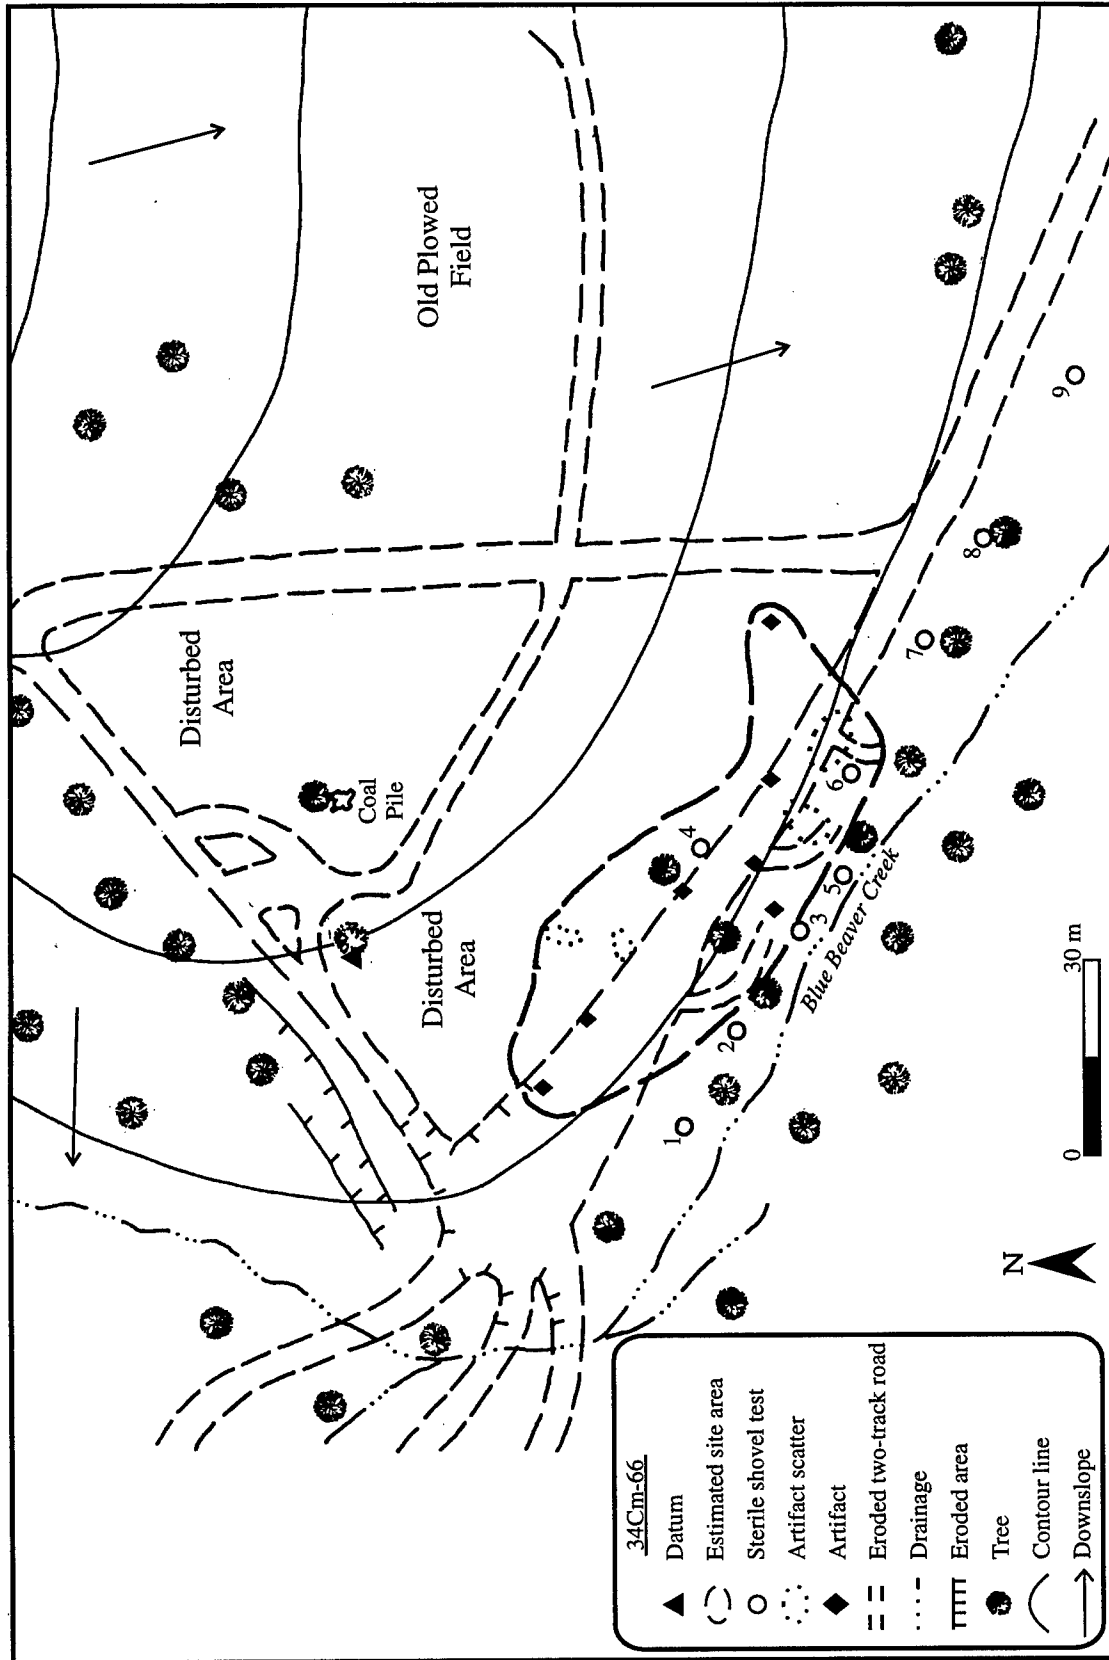 Old Plowed
Field
Disturbed
Area
Coal
Pile
Disturbed
Area
1
2
3
4
5
6
7
8
9
Blue Beaver Creek
0
30 m
N
34Cm-66
Datum
Estimated site area
Sterile shovel test
Artifact scatter
Artifact
Eroded two-track road
Drainage
Eroded area
Tree
Contour line
Downslope